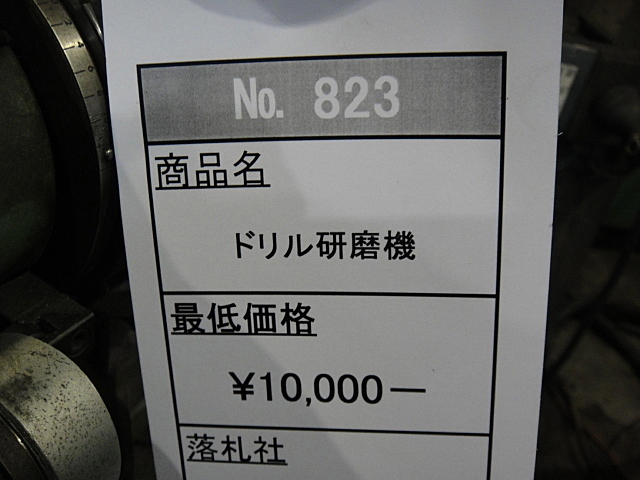 No. 823
商品名
ドリル研磨機
最低価格
¥10,000－
落札社